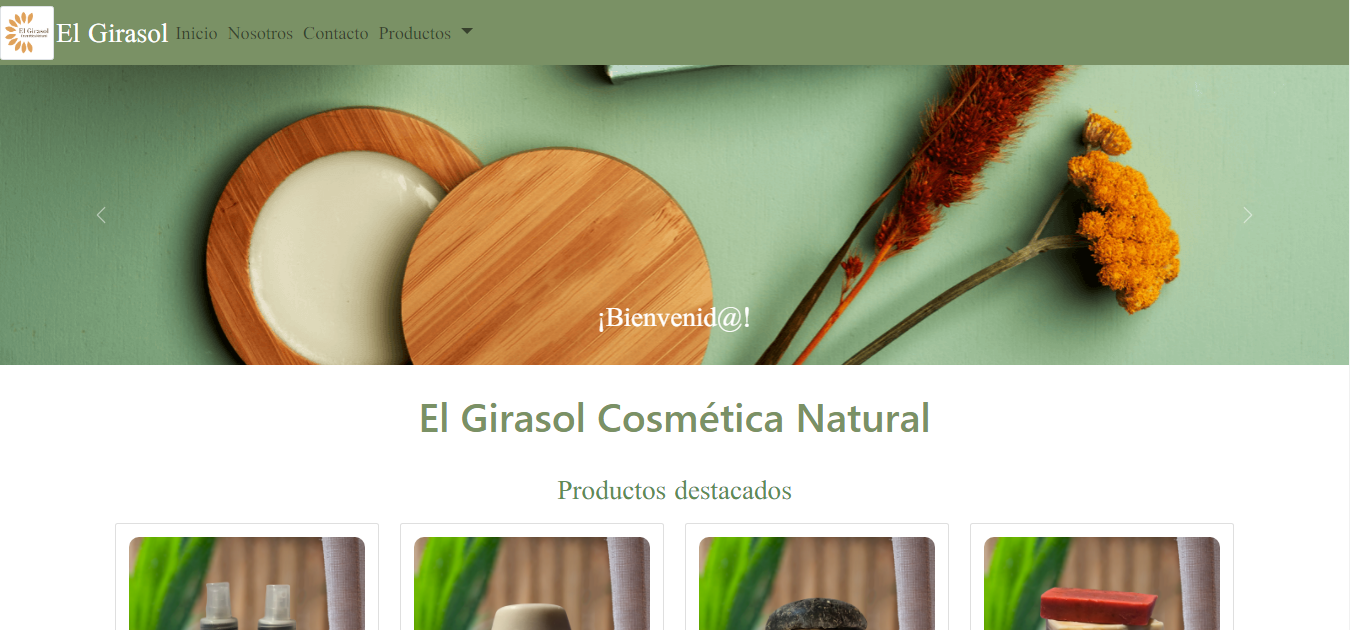 El Girasol
El Girasol Inicio Nosotros Contacto Productos
¡Bienvenid@!
El Girasol Cosmética Natural
Productos destacados